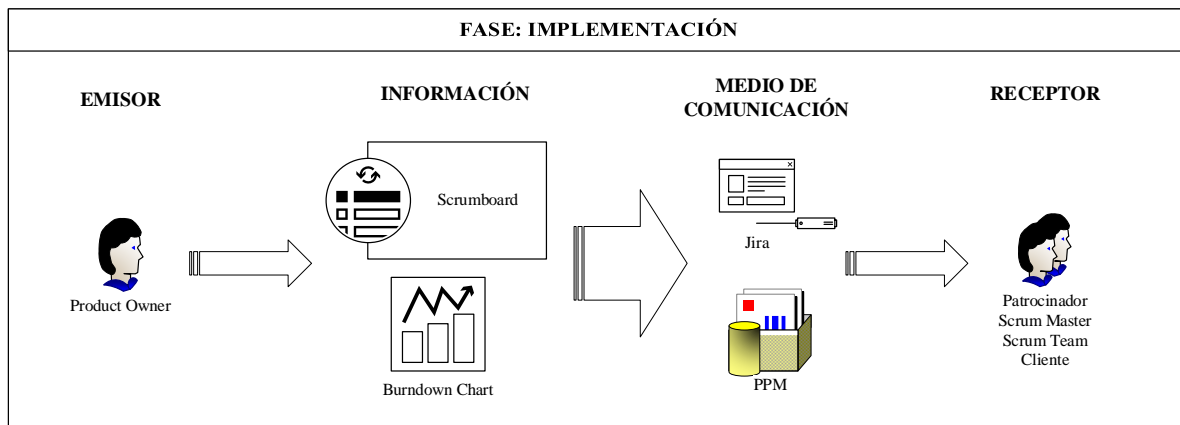 FASE: IMPLEMENTACIÓN
EMISOR
INFORMACIÓN
MEDIO DE
COMUNICACIÓN
RECEPTOR
Product Owner
Scrumboard
Burndown Chart
Jira
PPM
Patrocinador
Scrum Master
Scrum Team
Cliente